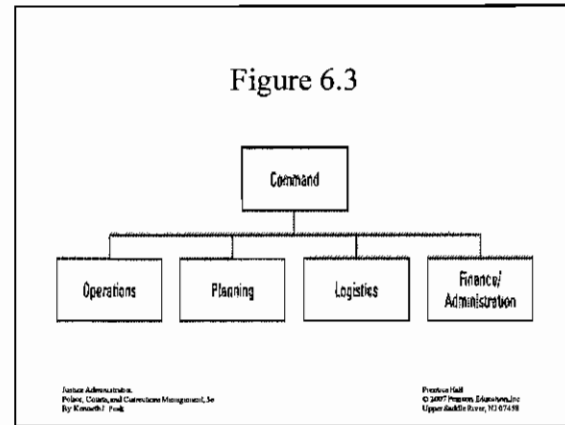 Figure 6.3
Command
Operations
Planning
Logistics
Finance/
Administration
Justice Administration
Police, Courts, and Corrections Management, 5e
By Kenneth J. Peak
Prentice Hall
© 2007 Pearson Education, Inc
Upper Saddle River, NJ 07458